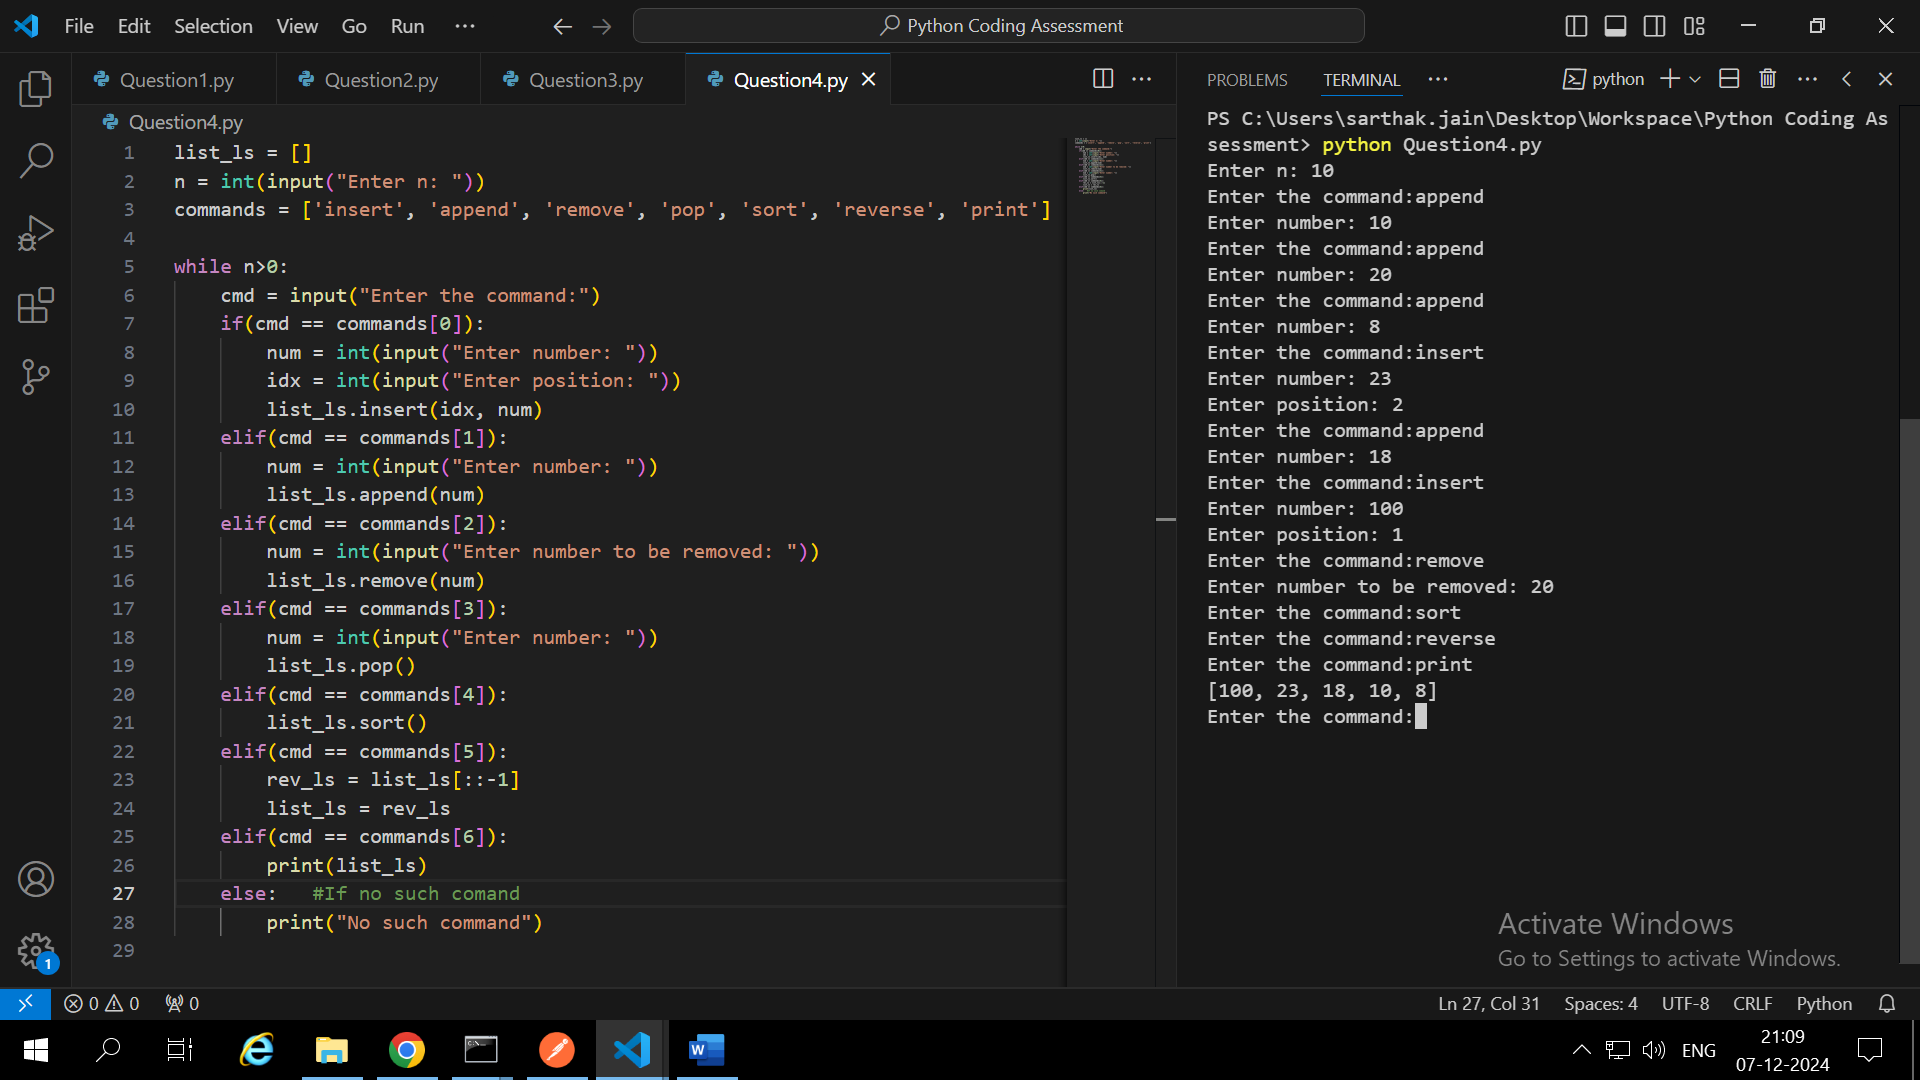 File Edit Selection View Go Run ···
Python Coding Assessment
Question1.py Question2.py Question3.py Question4.py
Question4.py
1 list_ls = []
2 n = int(input("Enter n: "))
3 commands = ['insert', 'append', 'remove', 'pop', 'sort', 'reverse', 'print']
4
5 while n>0:
6 cmd = input("Enter the command:")
7 if(cmd == commands[0]):
8 num = int(input("Enter number: "))
9 idx = int(input("Enter position: "))
10 list_ls.insert(idx, num)
11 elif(cmd == commands[1]):
12 num = int(input("Enter number: "))
13 list_ls.append(num)
14 elif(cmd == commands[2]):
15 num = int(input("Enter number to be removed: "))
16 list_ls.remove(num)
17 elif(cmd == commands[3]):
18 num = int(input("Enter number: "))
19 list_ls.pop()
20 elif(cmd == commands[4]):
21 list_ls.sort()
22 elif(cmd == commands[5]):
23 rev_ls = list_ls[::-1]
24 list_ls = rev_ls
25 elif(cmd == commands[6]):
26 print(list_ls)
27 else: #If no such comand
28 print("No such command")
29
PROBLEMS TERMINAL ··· python
PS C:\Users\sarthak.jain\Desktop\Workspace\Python Coding As
sessment> python Question4.py
Enter n: 10
Enter the command:append
Enter number: 10
Enter the command:append
Enter number: 20
Enter the command:append
Enter number: 8
Enter the command:insert
Enter number: 23
Enter position: 2
Enter the command:append
Enter number: 18
Enter the command:insert
Enter number: 100
Enter position: 1
Enter the command:remove
Enter number to be removed: 20
Enter the command:sort
Enter the command:reverse
Enter the command:print
[100, 23, 18, 10, 8]
Enter the command:
Activate Windows
Go to Settings to activate Windows.
1
0 0 0
Ln 27, Col 31 Spaces: 4 UTF-8 CRLF Python
ENG
21:09
07-12-2024